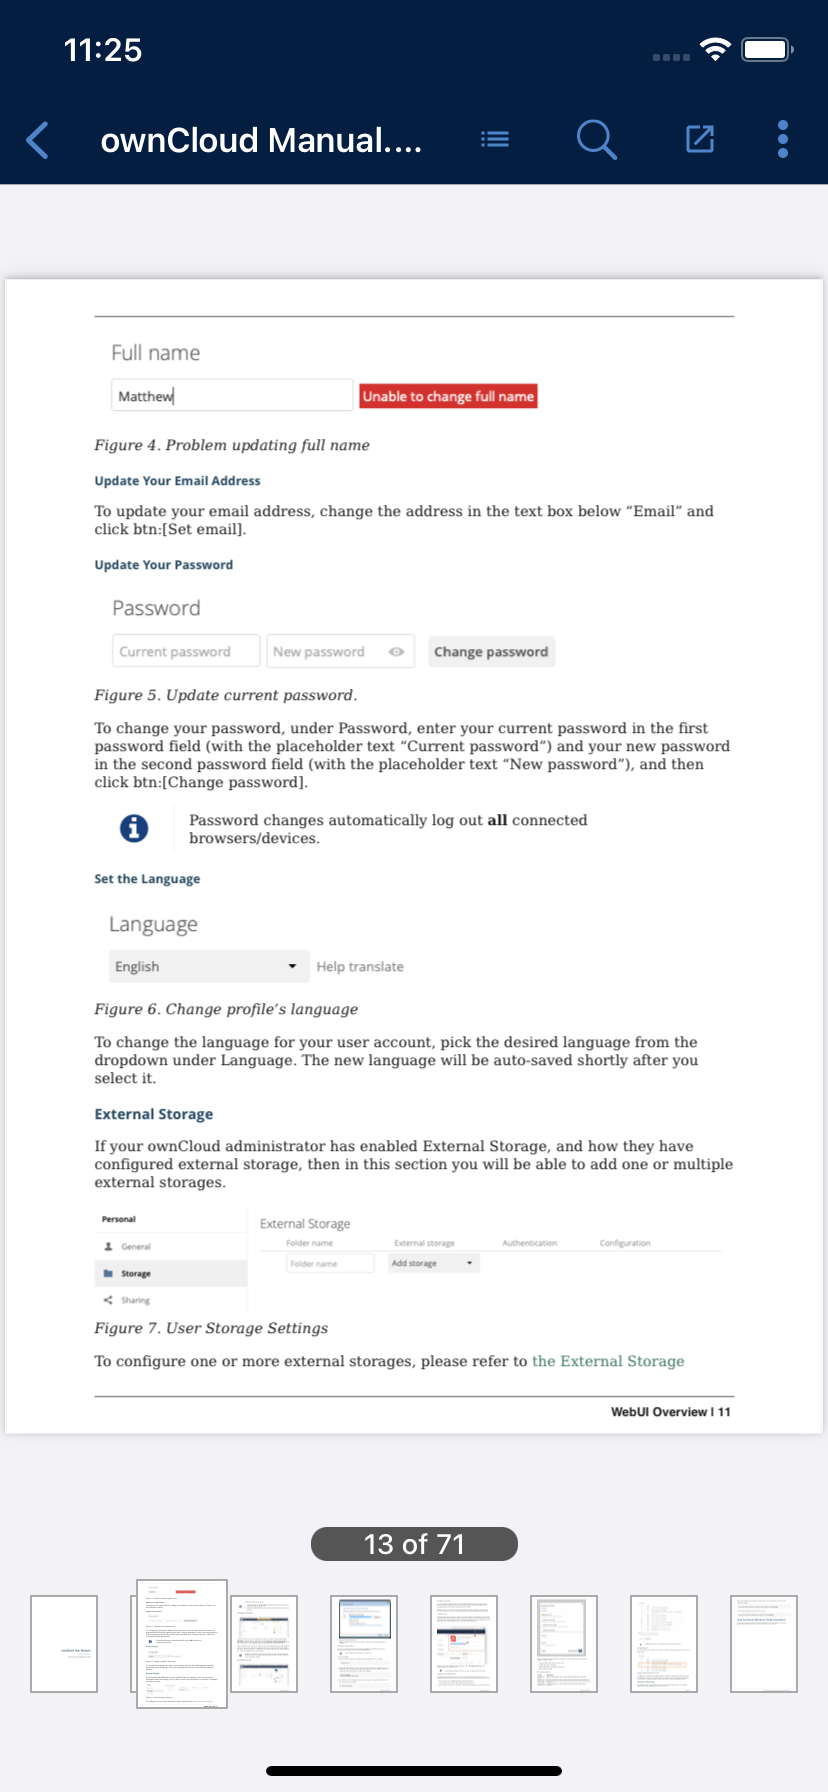 11:25
ownCloud Manual....
Full name
Matthew
Unable to change full name
Figure 4. Problem updating full name
Update Your Email Address
To update your email address, change the address in the text box below “Email” and
click btn:[Set email].
Update Your Password
Password
Current password
New password
Change password
Figure 5. Update current password.
To change your password, under Password, enter your current password in the first
password field (with the placeholder text “Current password”) and your new password
in the second password field (with the placeholder text “New password”), and then
click btn:[Change password].
Password changes automatically log out all connected
browsers/devices.
Set the Language
Language
English
Help translate
Figure 6. Change profile’s language
To change the language for your user account, pick the desired language from the
dropdown under Language. The new language will be auto-saved shortly after you
select it.
External Storage
If your ownCloud administrator has enabled External Storage, and how they have
configured external storage, then in this section you will be able to add one or multiple
external storages.
Personal
General
Storage
Sharing
External Storage
Folder name External storage Authentication Configuration
Folder name
Add storage
Figure 7. User Storage Settings
To configure one or more external storages, please refer to the External Storage
WebUI Overview | 11
13 of 71